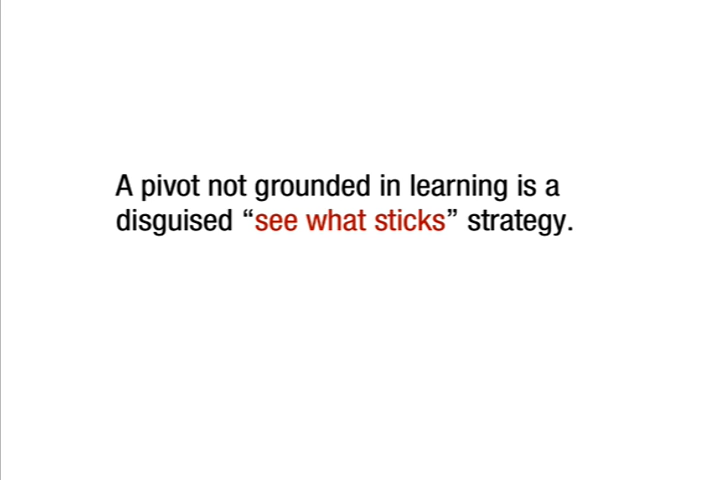 A pivot not grounded in learning is a
disguised “see what sticks” strategy.